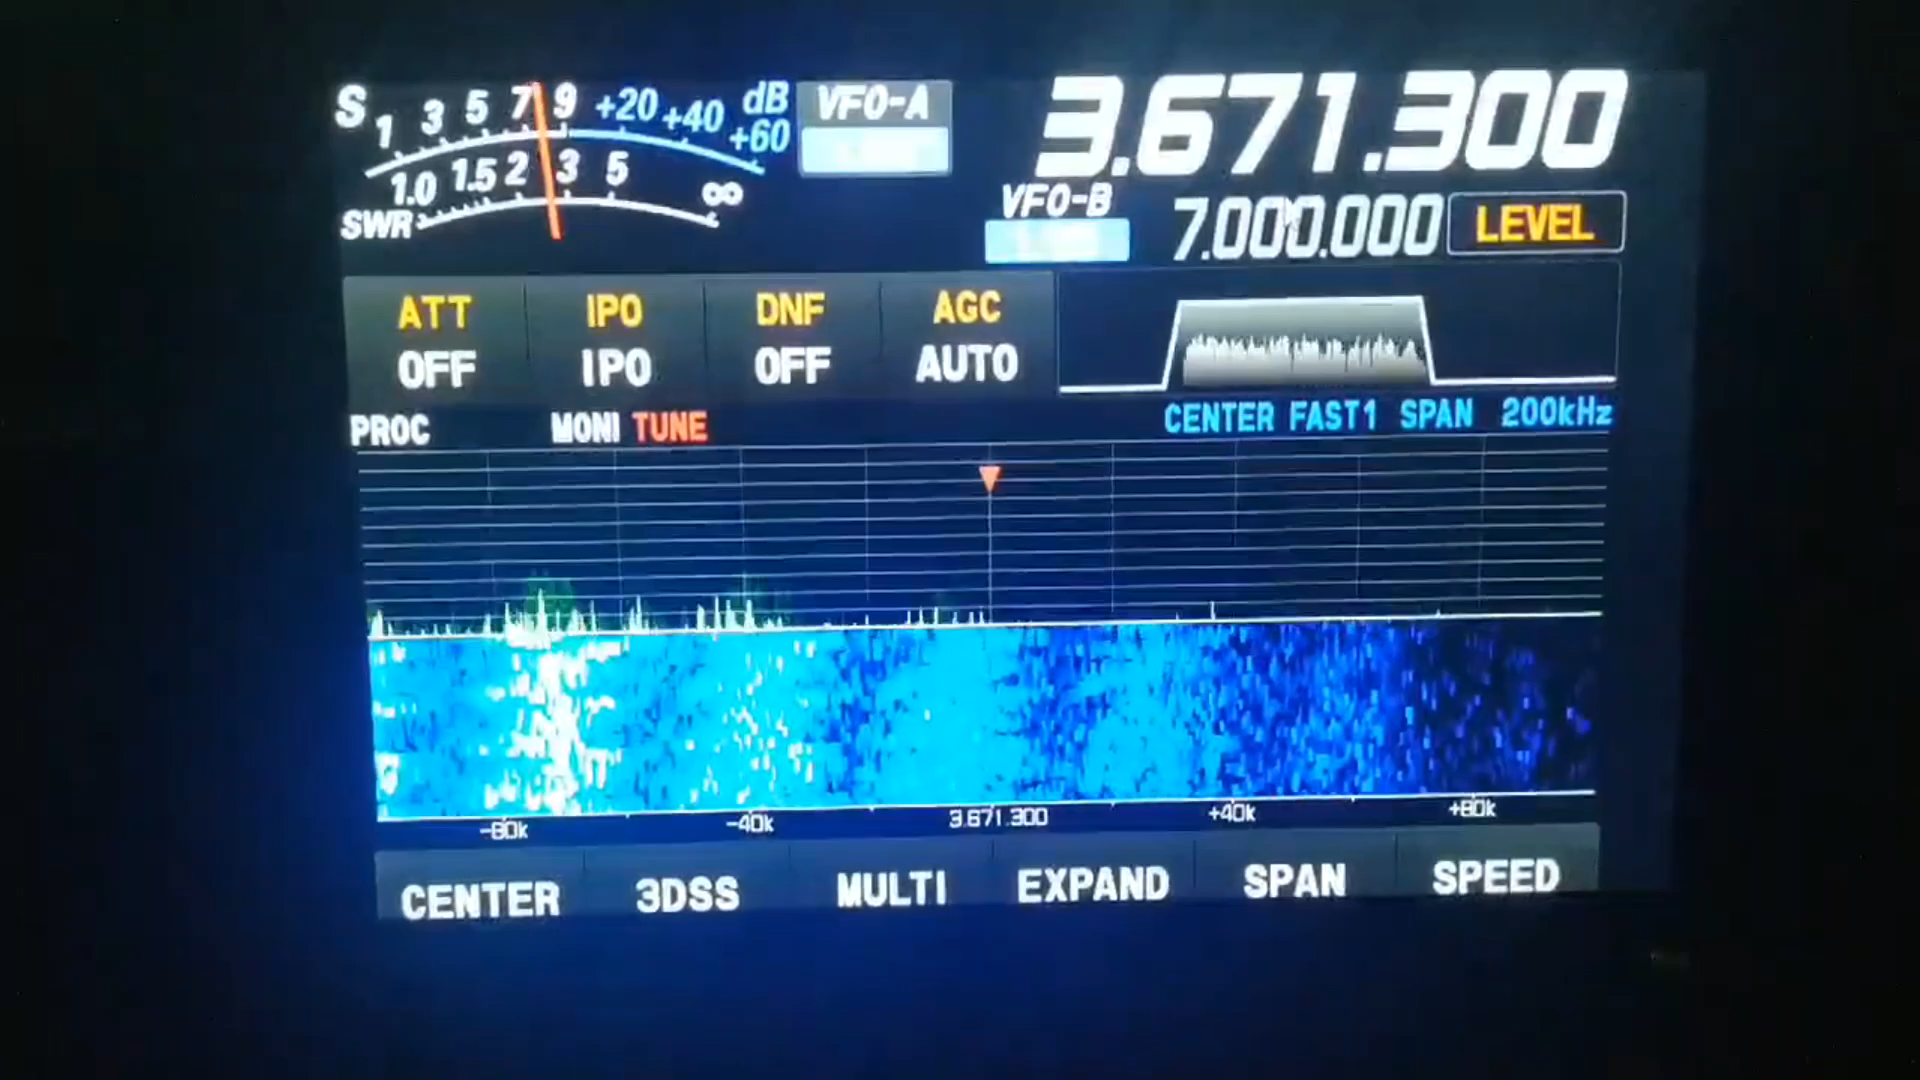 S 1 3 5 7 9 +20 +40 +60 dB
SWR 1.0 1.5 2 3 5 ∞
VFO-A
3.671.300
VFO-B
7.000.000 LEVEL
ATT IPO DNF AGC
OFF IPO OFF AUTO
PROC MONI TUNE
CENTER FAST1 SPAN 200kHz
-80k -40k 3.671.300 +40k +80k
CENTER 3DSS MULTI EXPAND SPAN SPEED